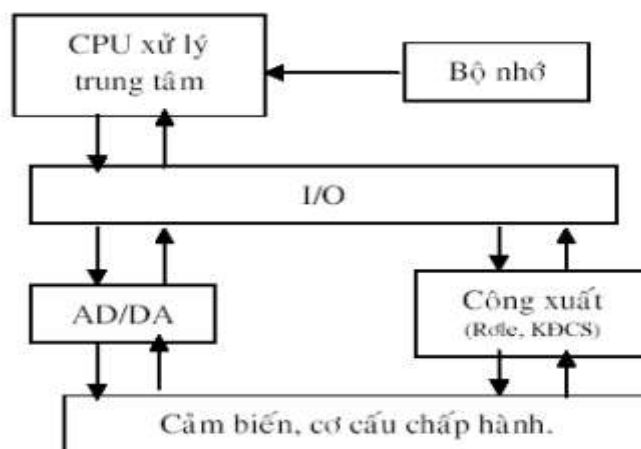 CPU xử lý
trung tâm
Bộ nhớ
I/O
AD/DA
Công xuất
(Rơle, KĐCS)
Cảm biến, cơ cấu chấp hành.